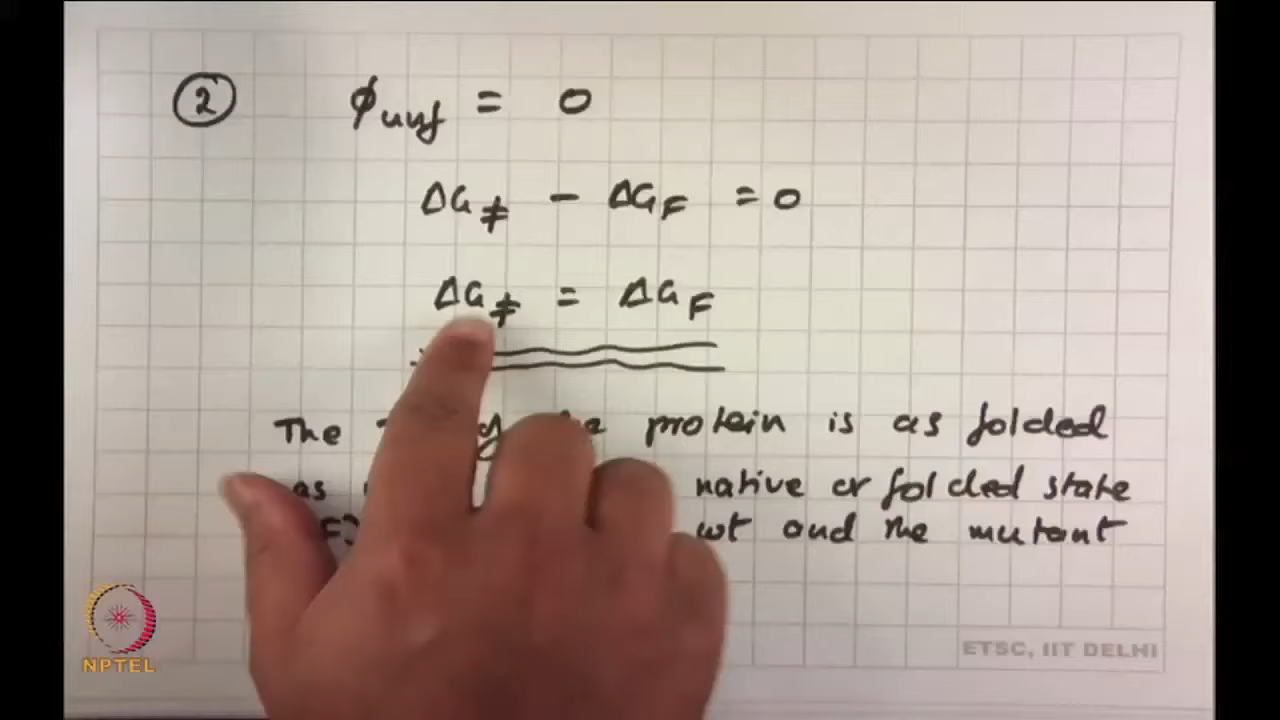 ② ϕunf = 0
ΔG≠ - ΔGF = 0
ΔG≠ = ΔGF
The protein is as folded
as native or folded state
wt and the mutant
NPTEL
ETSC, IIT DELHI